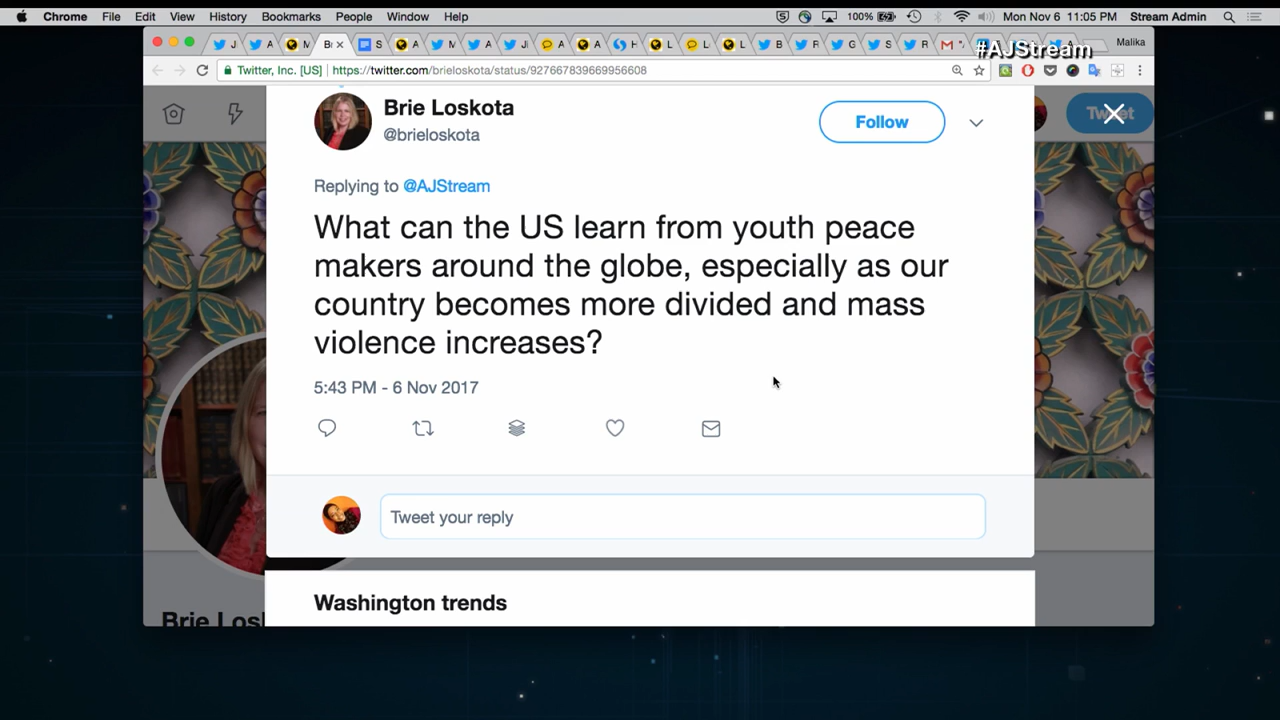 Chrome File Edit View History Bookmarks People Window Help 100% Mon Nov 6 11:05 PM Stream Admin
Malika
#AJStream
Twitter, Inc. [US] https://twitter.com/brieloskota/status/927667839669956608
Brie Loskota
@brieloskota
Follow
Tweet
Replying to @AJStream
What can the US learn from youth peace
makers around the globe, especially as our
country becomes more divided and mass
violence increases?
5:43 PM - 6 Nov 2017
Tweet your reply
Washington trends
Brie Los